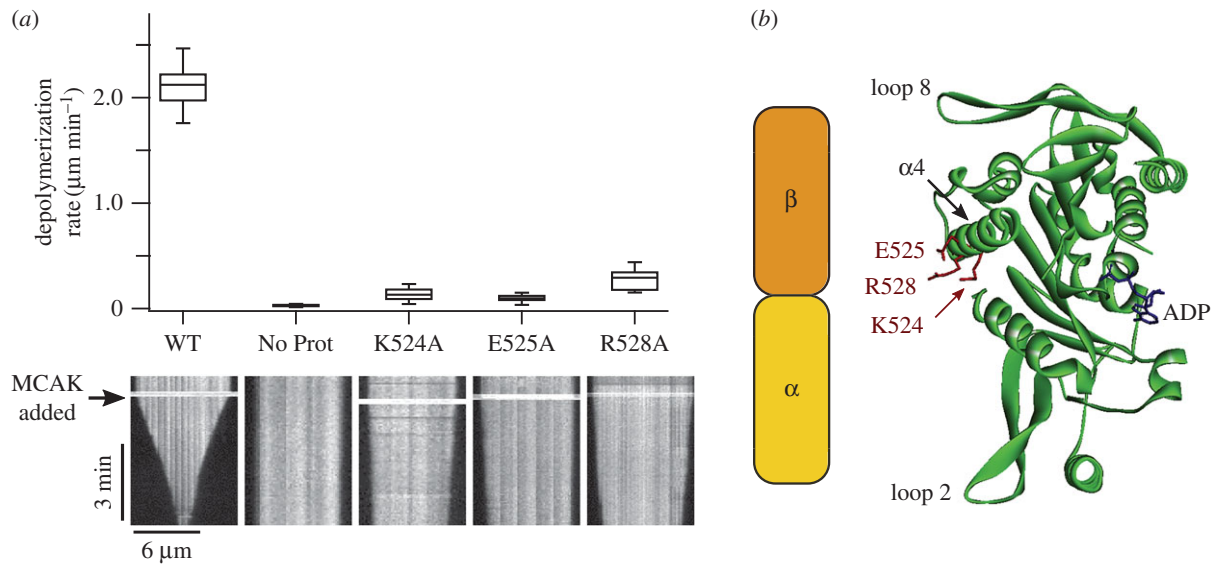 (a)
depolymerization
rate (μm min⁻¹)
2.0
1.0
0
WT
No Prot
K524A
E525A
R528A
MCAK
added
3 min
6 μm
(b)
β
α
loop 8
α4
E525
R528
K524
ADP
loop 2